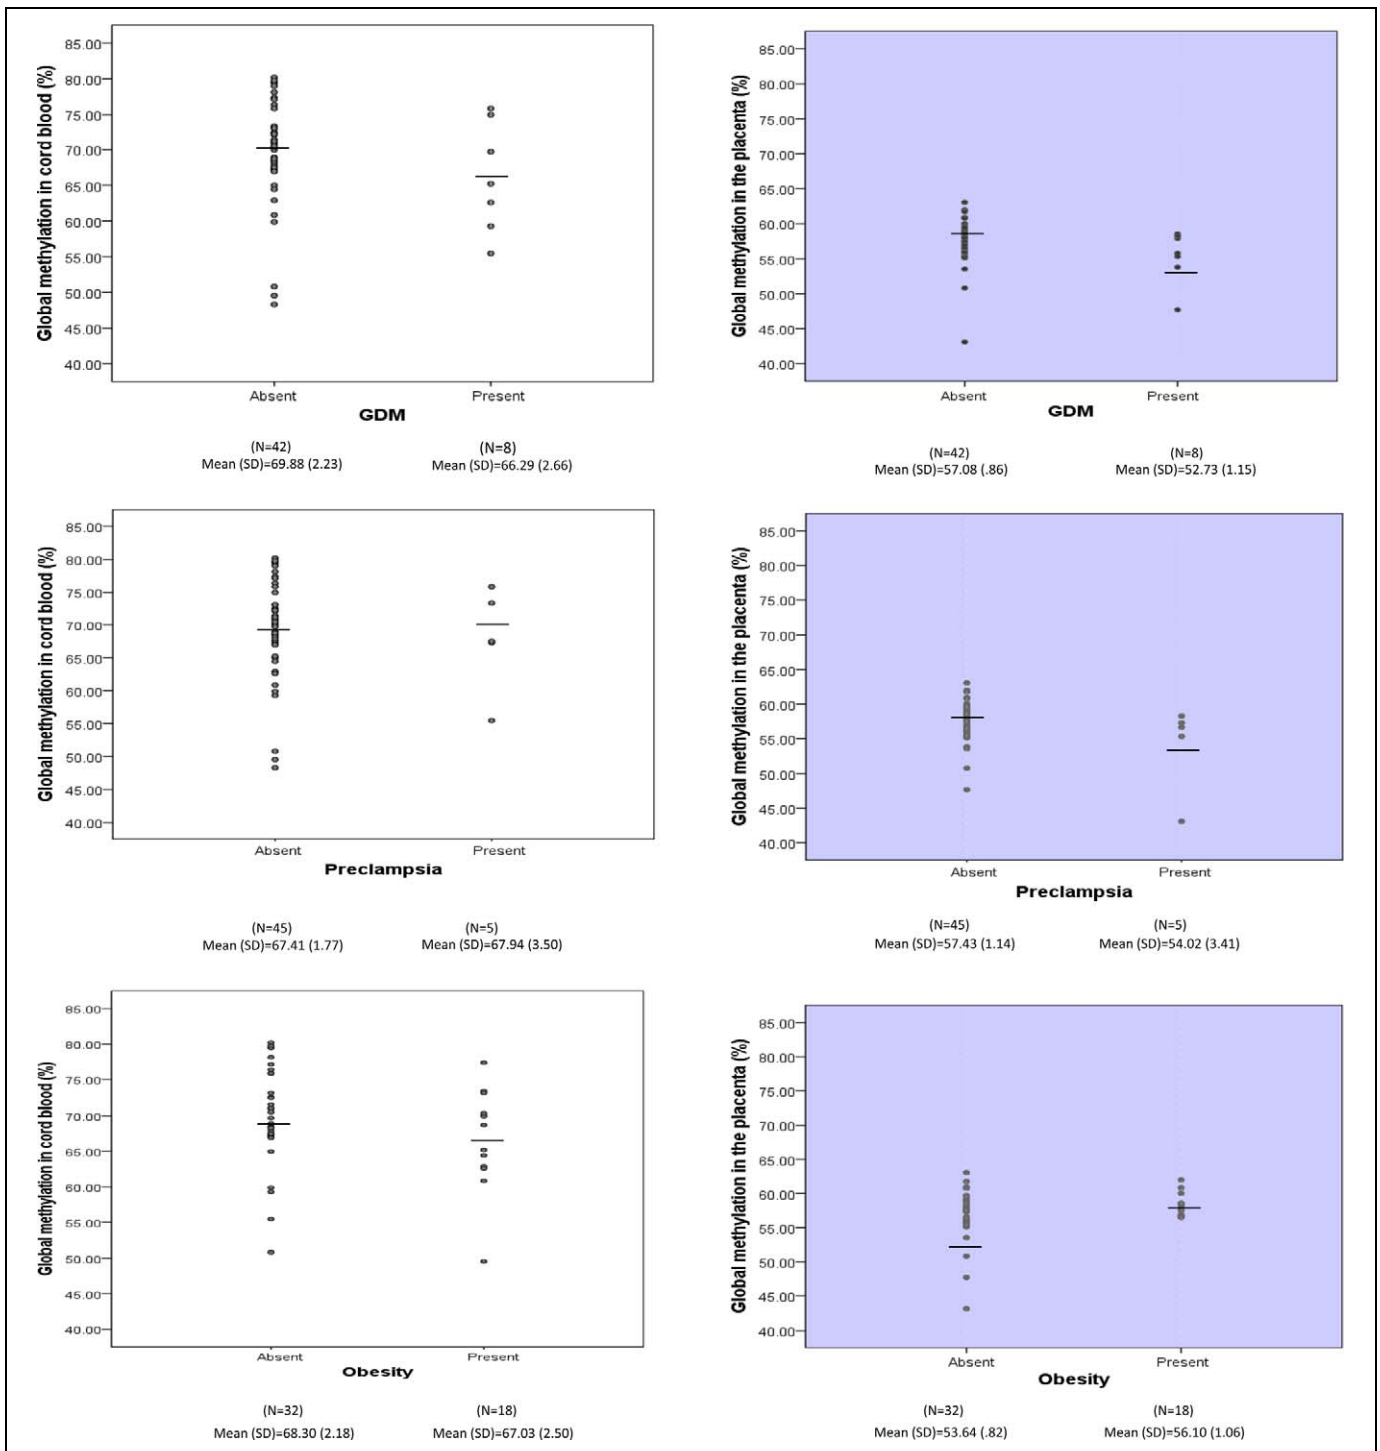 Global methylation in cord blood (%)
85.00
80.00
75.00
70.00
65.00
60.00
55.00
50.00
45.00
40.00
Absent Present
GDM
(N=42) (N=8)
Mean (SD)=69.88 (2.23) Mean (SD)=66.29 (2.66)
Global methylation in the placenta (%)
85.00
80.00
75.00
70.00
65.00
60.00
55.00
50.00
45.00
40.00
Absent Present
GDM
(N=42) (N=8)
Mean (SD)=57.08 (.86) Mean (SD)=52.73 (1.15)
Global methylation in cord blood (%)
85.00
80.00
75.00
70.00
65.00
60.00
55.00
50.00
45.00
40.00
Absent Present
Preclampsia
(N=45) (N=5)
Mean (SD)=67.41 (1.77) Mean (SD)=67.94 (3.50)
Global methylation in the placenta (%)
85.00
80.00
75.00
70.00
65.00
60.00
55.00
50.00
45.00
40.00
Absent Present
Preclampsia
(N=45) (N=5)
Mean (SD)=57.43 (1.14) Mean (SD)=54.02 (3.41)
Global methylation in cord blood (%)
85.00
80.00
75.00
70.00
65.00
60.00
55.00
50.00
45.00
40.00
Absent Present
Obesity
(N=32) (N=18)
Mean (SD)=68.30 (2.18) Mean (SD)=67.03 (2.50)
Global methylation in the placenta (%)
85.00
80.00
75.00
70.00
65.00
60.00
55.00
50.00
45.00
40.00
Absent Present
Obesity
(N=32) (N=18)
Mean (SD)=53.64 (.82) Mean (SD)=56.10 (1.06)